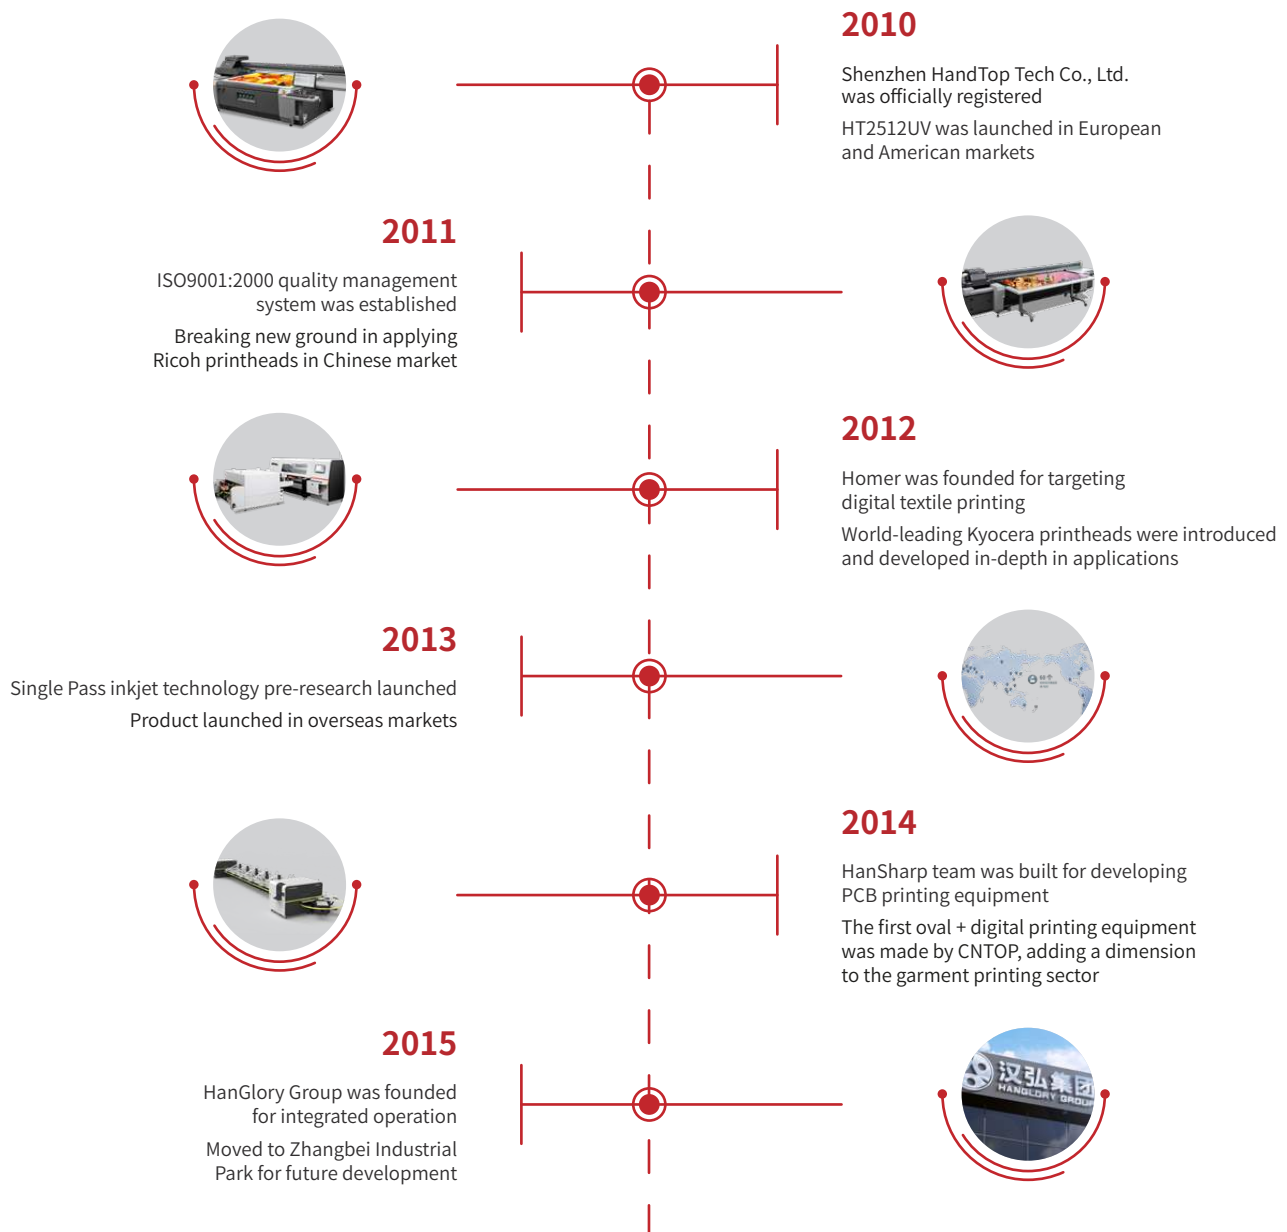 2010
Shenzhen HandTop Tech Co., Ltd.
was officially registered
HT2512UV was launched in European
and American markets
2011
ISO9001:2000 quality management
system was established
Breaking new ground in applying
Ricoh printheads in Chinese market
2012
Homer was founded for targeting
digital textile printing
World-leading Kyocera printheads were introduced
and developed in-depth in applications
2013
Single Pass inkjet technology pre-research launched
Product launched in overseas markets
2014
HanSharp team was built for developing
PCB printing equipment
The first oval + digital printing equipment
was made by CNTOP, adding a dimension
to the garment printing sector
2015
HanGlory Group was founded
for integrated operation
Moved to Zhangbei Industrial
Park for future development
汉弘集团
HANGLORY GROUP